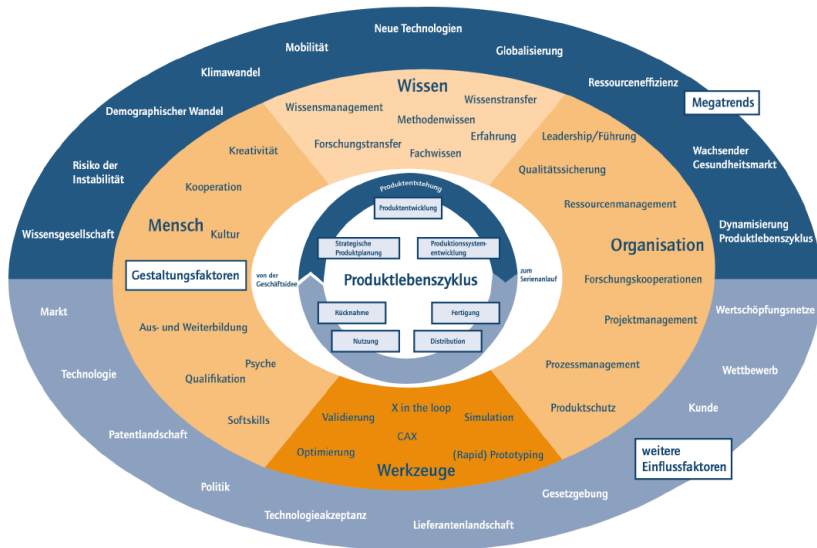 Neue Technologien
Mobilität
Globalisierung
Klimawandel
Ressourceneffizienz
Megatrends
Demographischer Wandel
Wachsender
Gesundheitsmarkt
Risiko der
Instabilität
Wissensgesellschaft
Dynamisierung
Produktlebenszyklus
Wissen
Wissensmanagement
Wissenstransfer
Methodenwissen
Forschungstransfer
Erfahrung
Fachwissen
Kreativität
Kooperation
Mensch
Kultur
Gestaltungsfaktoren
Aus- und Weiterbildung
Psyche
Qualifikation
Softskills
Leadership/Führung
Qualitätssicherung
Ressourcenmanagement
Organisation
Forschungskooperationen
Projektmanagement
Prozessmanagement
Produktschutz
Produktentstehung
Produktentwicklung
Strategische
Produktplanung
Produktionssystem-
entwicklung
von der
Geschäftsidee
Produktlebenszyklus
zum
Serienanlauf
Rücknahme
Fertigung
Nutzung
Distribution
X in the loop
Validierung
Simulation
CAX
Optimierung
(Rapid) Prototyping
Werkzeuge
Markt
Wertschöpfungsnetze
Technologie
Wettbewerb
Patentlandschaft
Kunde
weitere
Einflussfaktoren
Politik
Gesetzgebung
Technologieakzeptanz
Lieferantenlandschaft